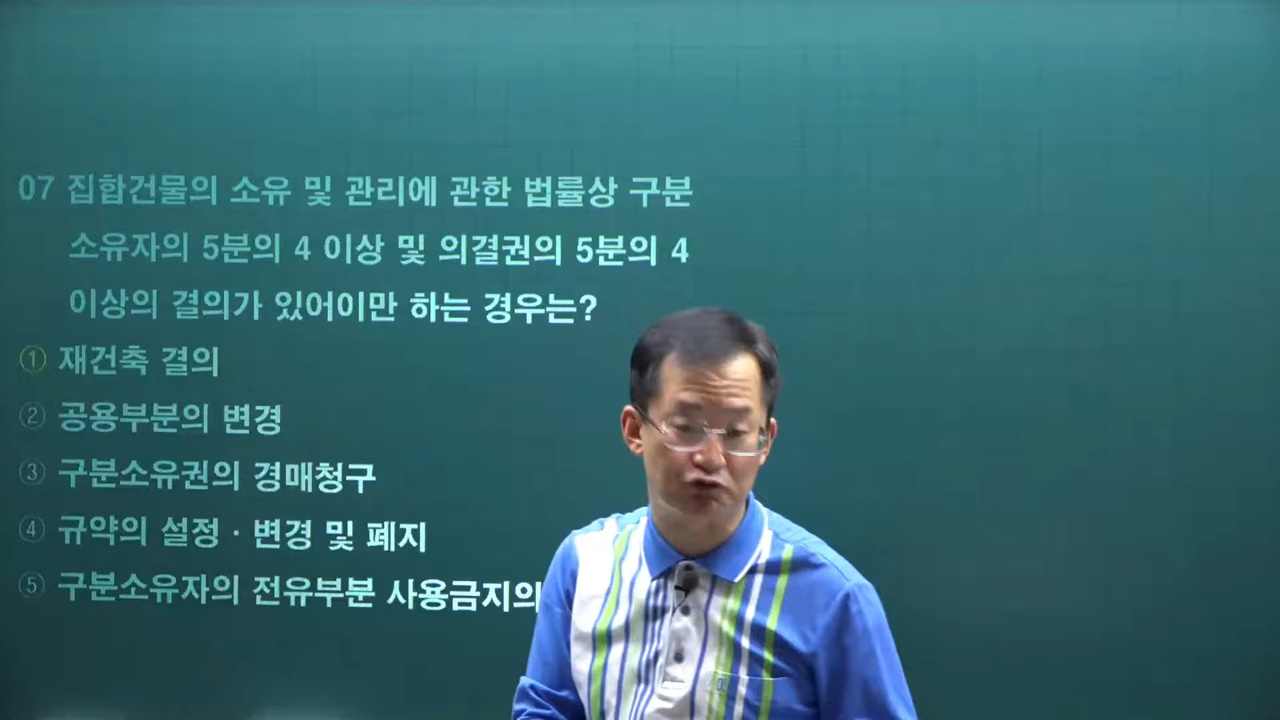 07 집합건물의 소유 및 관리에 관한 법률상 구분
소유자의 5분의 4 이상 및 의결권의 5분의 4
이상의 결의가 있어이만 하는 경우는?
① 재건축 결의
② 공용부분의 변경
③ 구분소유권의 경매청구
④ 규약의 설정·변경 및 폐지
⑤ 구분소유자의 전유부분 사용금지의